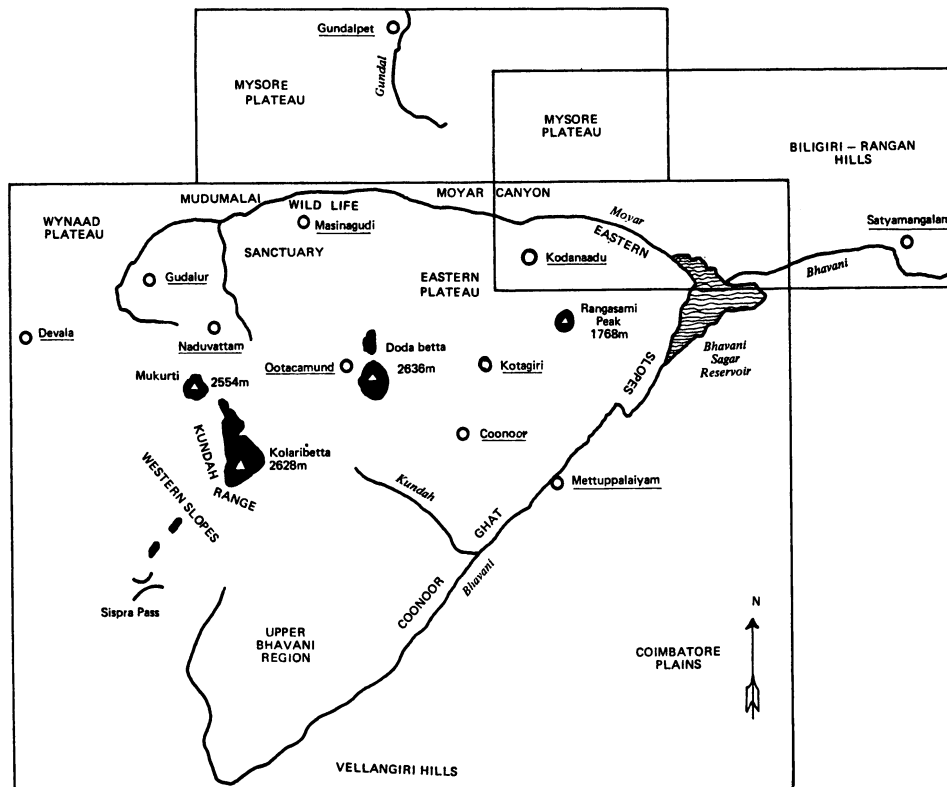 Gundalpet
Gundal
MYSORE
PLATEAU
MYSORE
PLATEAU
BILIGIRI – RANGAN
HILLS
MUDUMALAI
WILD LIFE
SANCTUARY
MOYAR CANYON
Moyar
WYNAAD
PLATEAU
Masinagudi
Satyamangalam
Bhavani
EASTERN
SLOPES
Kodanaadu
Gudalur
EASTERN
PLATEAU
Rangasami
Peak
1768m
Devala
Naduvattam
Doda betta
2636m
Ootacamund
Kotagiri
Bhavani
Sagar
Reservoir
Mukurti
2554m
Coonoor
KUNDAH
RANGE
Kolaribetta
2628m
WESTERN SLOPES
Kundah
Mettuppalaiyam
COONOOR
GHAT
Bhavani
Sispra Pass
UPPER
BHAVANI
REGION
N
COIMBATORE
PLAINS
VELLANGIRI HILLS